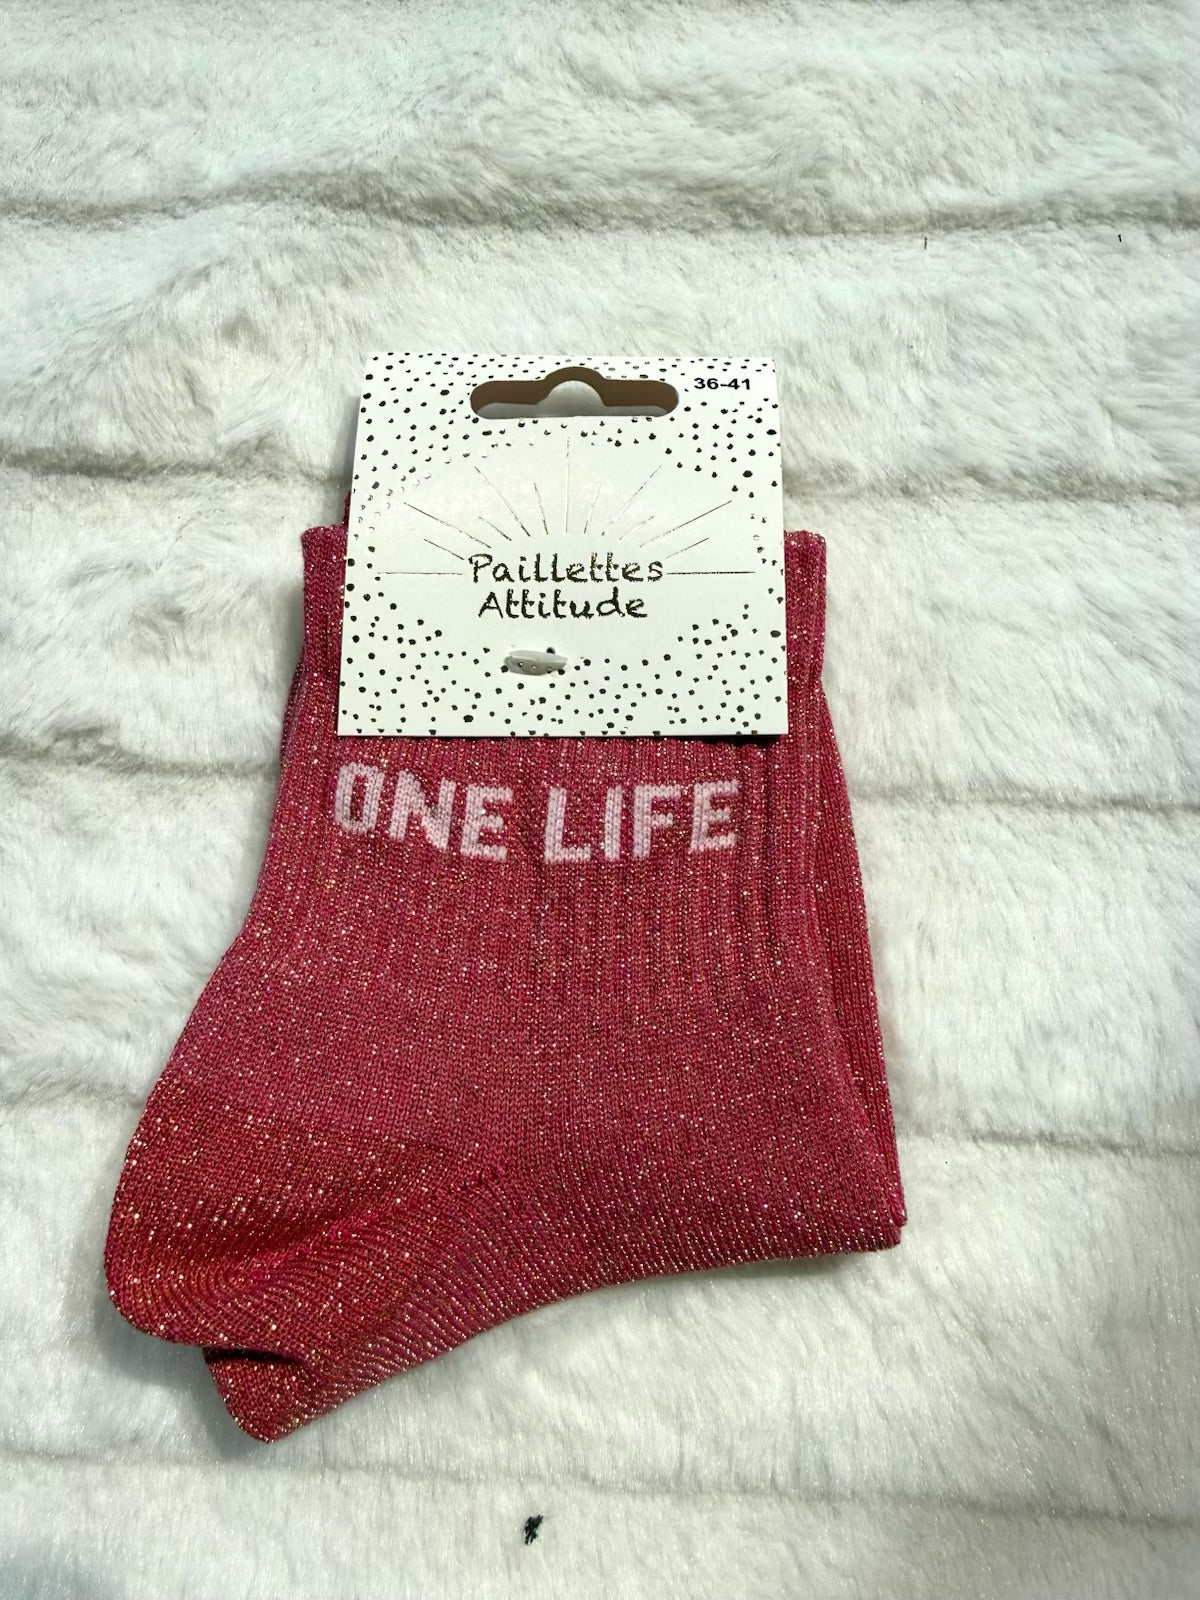 36-41
Paillettes
Attitude
ONE LIFE